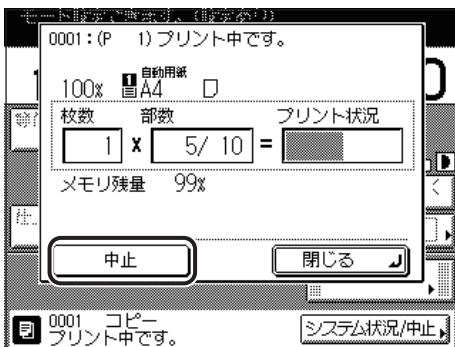 0001:(P 1)プリント中です。
100% 1 自動用紙
A4
枚数 部数 プリント状況
1 X 5/ 10 =
メモリ残量 99%
中止 閉じる
0001 コピー
プリント中です。
システム状況/中止